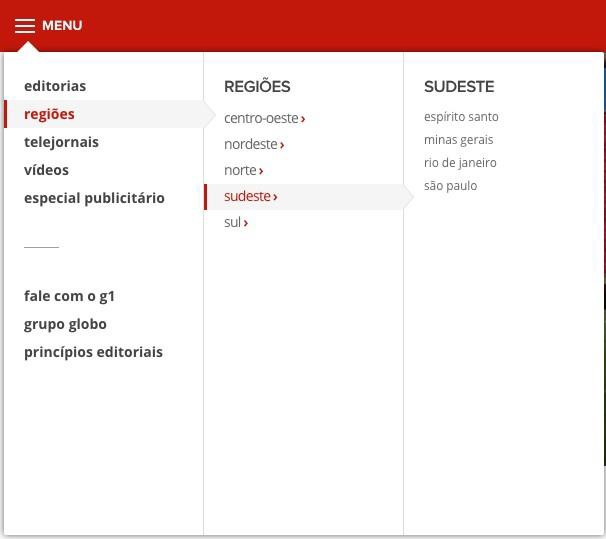 MENU
editorias
regiões
telejornais
vídeos
especial publicitário
fale com o g1
grupo globo
princípios editoriais
REGIÕES
centro-oeste ›
nordeste ›
norte ›
sudeste ›
sul ›
SUDESTE
espírito santo
minas gerais
rio de janeiro
são paulo